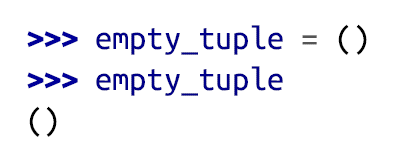 >>> empty_tuple = ()
>>> empty_tuple
()